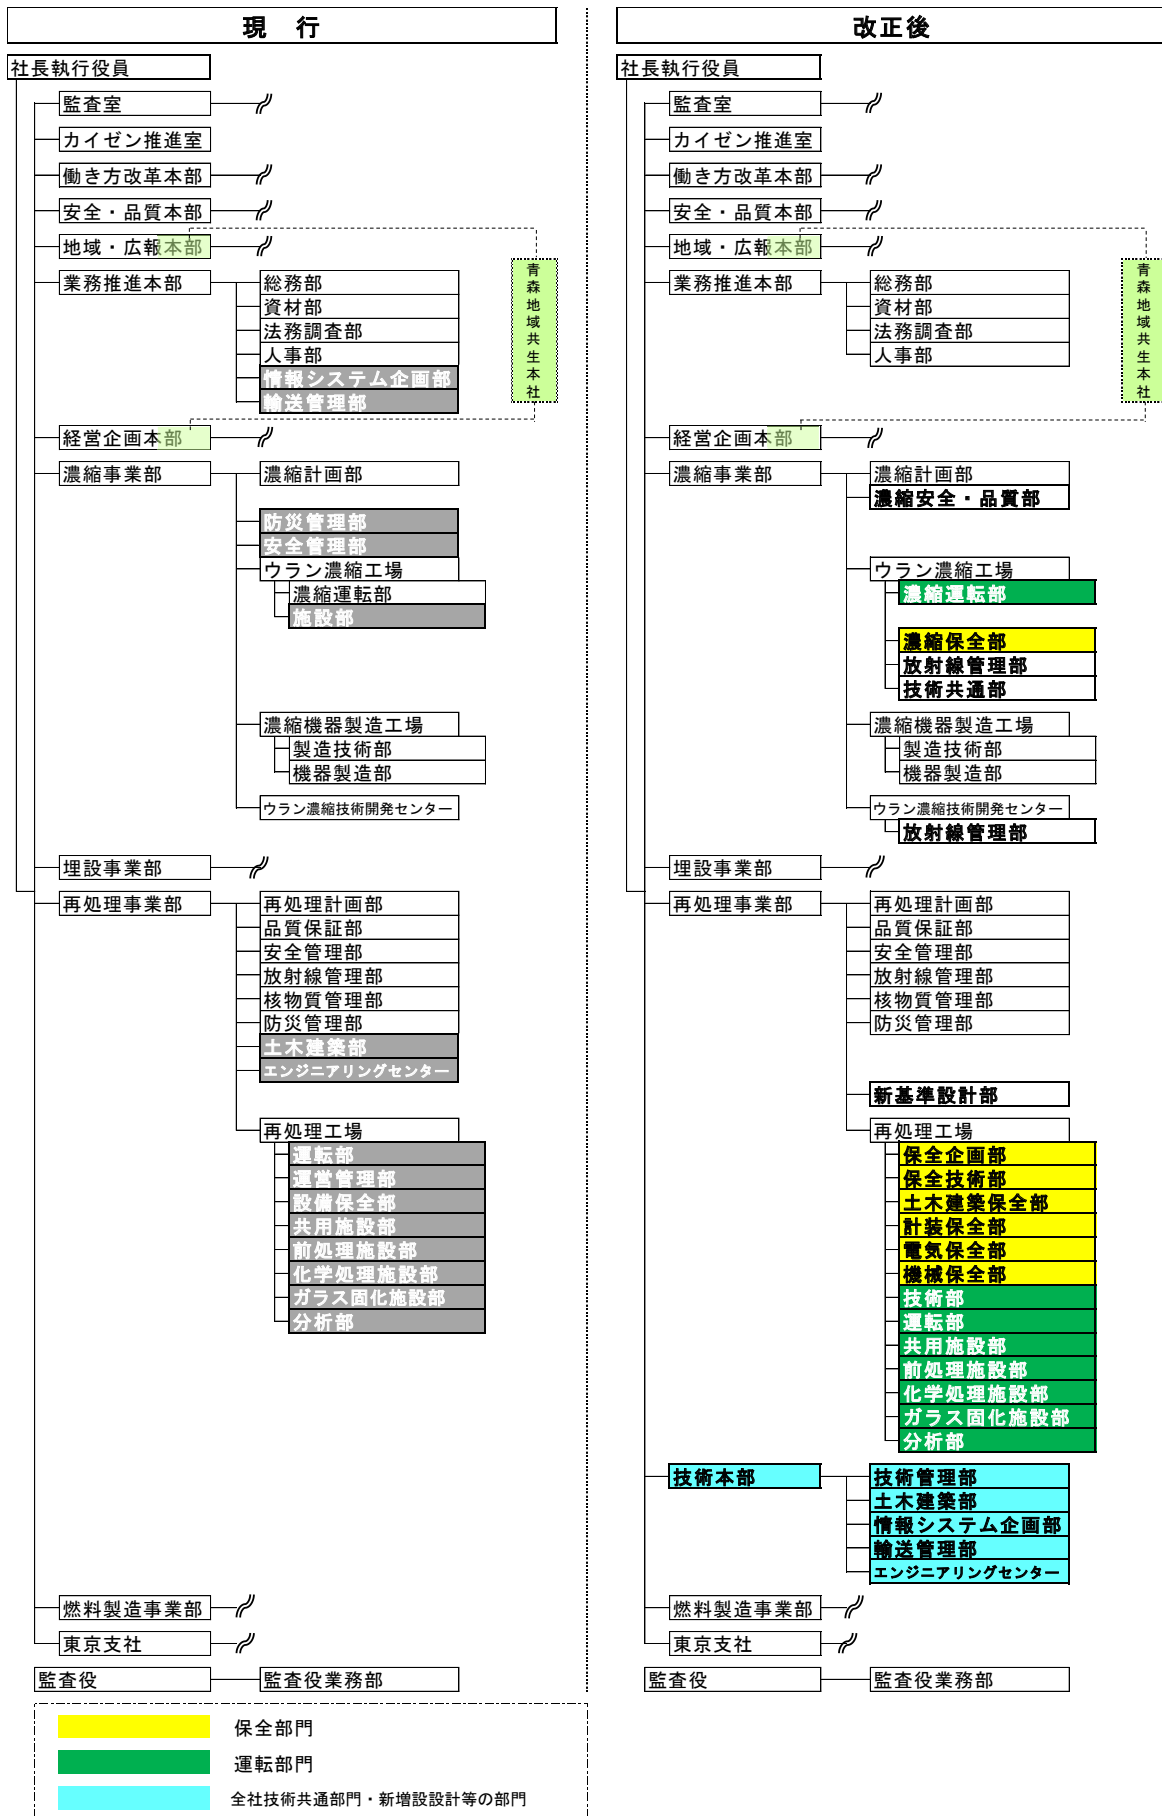 現　行
社長執行役員
監査室
カイゼン推進室
働き方改革本部
安全・品質本部
地域・広報本部
業務推進本部
総務部
資材部
法務調査部
人事部
情報システム企画部
輸送管理部
青森地域共生本社
経営企画本部
濃縮事業部
濃縮計画部
防災管理部
安全管理部
ウラン濃縮工場
濃縮運転部
施設部
濃縮機器製造工場
製造技術部
機器製造部
ウラン濃縮技術開発センター
埋設事業部
再処理事業部
再処理計画部
品質保証部
安全管理部
放射線管理部
核物質管理部
防災管理部
土木建築部
エンジニアリングセンター
再処理工場
運転部
運営管理部
設備保全部
共用施設部
前処理施設部
化学処理施設部
ガラス固化施設部
分析部
燃料製造事業部
東京支社
監査役
監査役業務部
改正後
社長執行役員
監査室
カイゼン推進室
働き方改革本部
安全・品質本部
地域・広報本部
業務推進本部
総務部
資材部
法務調査部
人事部
青森地域共生本社
経営企画本部
濃縮事業部
濃縮計画部
濃縮安全・品質部
ウラン濃縮工場
濃縮運転部
濃縮保全部
放射線管理部
技術共通部
濃縮機器製造工場
製造技術部
機器製造部
ウラン濃縮技術開発センター
放射線管理部
埋設事業部
再処理事業部
再処理計画部
品質保証部
安全管理部
放射線管理部
核物質管理部
防災管理部
新基準設計部
再処理工場
保全企画部
保全技術部
土木建築保全部
計装保全部
電気保全部
機械保全部
技術部
運転部
共用施設部
前処理施設部
化学処理施設部
ガラス固化施設部
分析部
技術本部
技術管理部
土木建築部
情報システム企画部
輸送管理部
エンジニアリングセンター
燃料製造事業部
東京支社
監査役
監査役業務部
保全部門
運転部門
全社技術共通部門・新増設設計等の部門